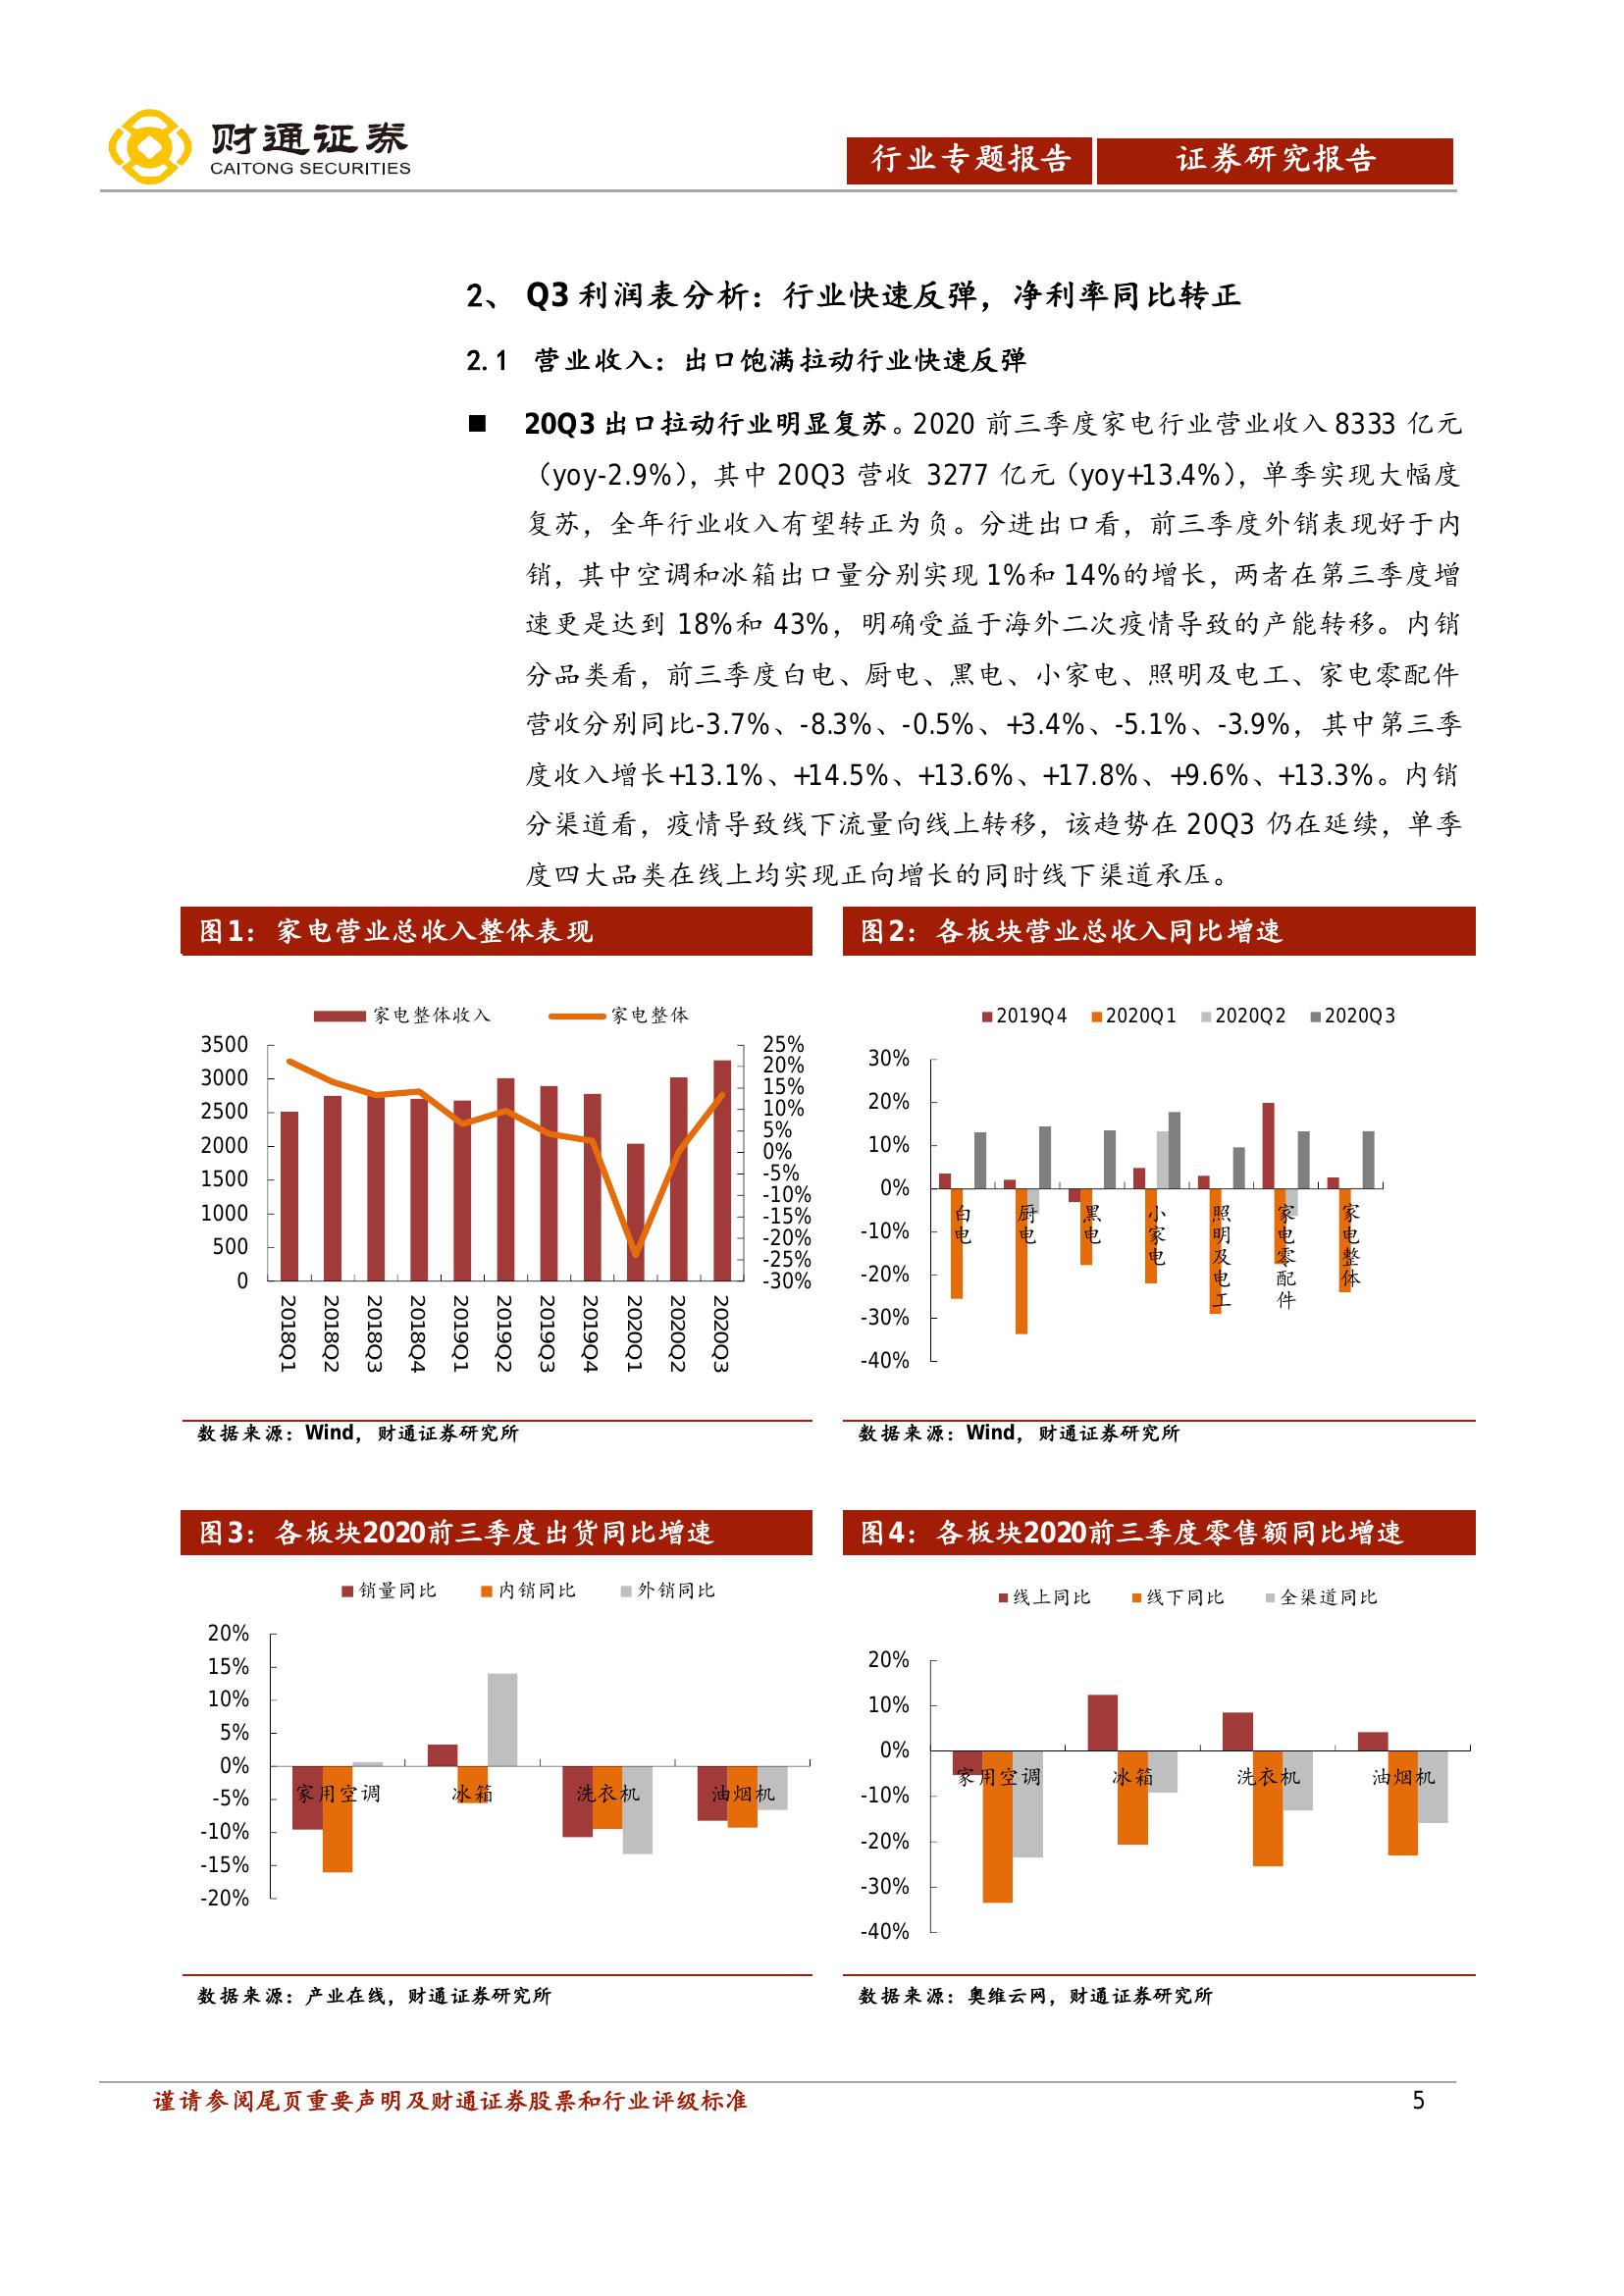 财通证券
CAITONG SECURITIES
行业专题报告
证券研究报告
2、 Q3 利润表分析：行业快速反弹，净利率同比转正
2.1 营业收入：出口饱满拉动行业快速反弹
■ 20Q3 出口拉动行业明显复苏。2020 前三季度家电行业营业收入 8333 亿元
（yoy-2.9%），其中 20Q3 营收 3277 亿元（yoy+13.4%），单季实现大幅度
复苏，全年行业收入有望转正为负。分进出口看，前三季度外销表现好于内
销，其中空调和冰箱出口量分别实现 1%和 14%的增长，两者在第三季度增
速更是达到 18%和 43%，明确受益于海外二次疫情导致的产能转移。内销
分品类看，前三季度白电、厨电、黑电、小家电、照明及电工、家电零配件
营收分别同比-3.7%、-8.3%、-0.5%、+3.4%、-5.1%、-3.9%，其中第三季
度收入增长+13.1%、+14.5%、+13.6%、+17.8%、+9.6%、+13.3%。内销
分渠道看，疫情导致线下流量向线上转移，该趋势在 20Q3 仍在延续，单季
度四大品类在线上均实现正向增长的同时线下渠道承压。
图1：家电营业总收入整体表现
家电整体收入 家电整体
3500
3000
2500
2000
1500
1000
500
0
25%
20%
15%
10%
5%
0%
-5%
-10%
-15%
-20%
-25%
-30%
2018Q1
2018Q2
2018Q3
2018Q4
2019Q1
2019Q2
2019Q3
2019Q4
2020Q1
2020Q2
2020Q3
数据来源：Wind，财通证券研究所
图2：各板块营业总收入同比增速
2019Q4 2020Q1 2020Q2 2020Q3
30%
20%
10%
0%
-10%
-20%
-30%
-40%
白电
厨电
黑电
小家电
照明及电工
家电零配件
家电整体
数据来源：Wind，财通证券研究所
图3：各板块2020前三季度出货同比增速
销量同比 内销同比 外销同比
20%
15%
10%
5%
0%
-5%
-10%
-15%
-20%
家用空调 冰箱 洗衣机 油烟机
数据来源：产业在线，财通证券研究所
图4：各板块2020前三季度零售额同比增速
线上同比 线下同比 全渠道同比
20%
10%
0%
-10%
-20%
-30%
-40%
家用空调 冰箱 洗衣机 油烟机
数据来源：奥维云网，财通证券研究所
谨请参阅尾页重要声明及财通证券股票和行业评级标准
5